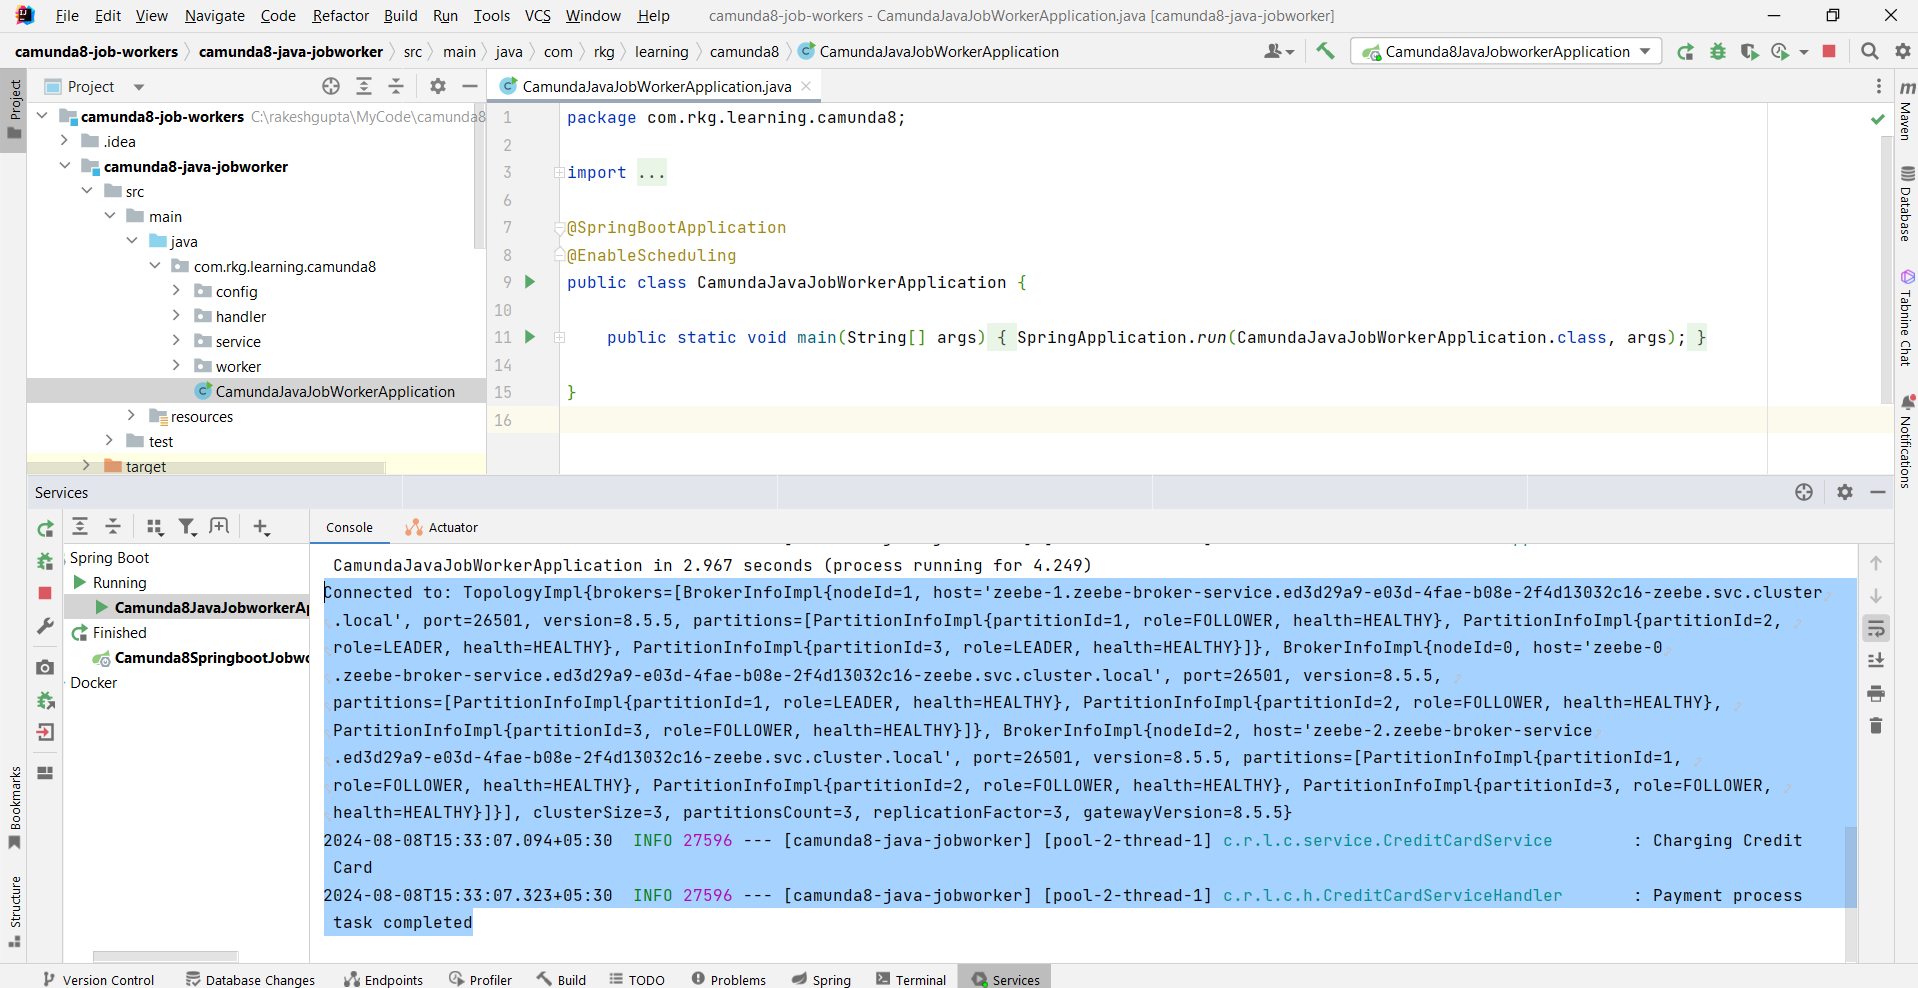 File Edit View Navigate Code Refactor Build Run Tools VCS Window Help camunda8-job-workers - CamundaJavaJobWorkerApplication.java [camunda8-java-jobworker]
camunda8-job-workers camunda8-java-jobworker src main java com rkg learning camunda8 CamundaJavaJobWorkerApplication Camunda8JavaJobworkerApplication
Project
Project
CamundaJavaJobWorkerApplication.java
camunda8-job-workers C:\rakeshgupta\MyCode\camunda8
.idea
camunda8-java-jobworker
src
main
java
com.rkg.learning.camunda8
config
handler
service
worker
CamundaJavaJobWorkerApplication
resources
test
target
1 package com.rkg.learning.camunda8;
2
3 import ...
6
7 @SpringBootApplication
8 @EnableScheduling
9 public class CamundaJavaJobWorkerApplication {
10
11 public static void main(String[] args) { SpringApplication.run(CamundaJavaJobWorkerApplication.class, args); }
14
15 }
16
Maven
Database
Tabnine Chat
Notifications
Services
Console Actuator
Spring Boot
Running
Camunda8JavaJobworkerAp
Finished
Camunda8SpringbootJobwo
Docker
CamundaJavaJobWorkerApplication in 2.967 seconds (process running for 4.249)
Connected to: TopologyImpl{brokers=[BrokerInfoImpl{nodeId=1, host='zeebe-1.zeebe-broker-service.ed3d29a9-e03d-4fae-b08e-2f4d13032c16-zeebe.svc.cluster
.local', port=26501, version=8.5.5, partitions=[PartitionInfoImpl{partitionId=1, role=FOLLOWER, health=HEALTHY}, PartitionInfoImpl{partitionId=2,
role=LEADER, health=HEALTHY}, PartitionInfoImpl{partitionId=3, role=LEADER, health=HEALTHY}]}, BrokerInfoImpl{nodeId=0, host='zeebe-0
.zeebe-broker-service.ed3d29a9-e03d-4fae-b08e-2f4d13032c16-zeebe.svc.cluster.local', port=26501, version=8.5.5,
partitions=[PartitionInfoImpl{partitionId=1, role=LEADER, health=HEALTHY}, PartitionInfoImpl{partitionId=2, role=FOLLOWER, health=HEALTHY},
PartitionInfoImpl{partitionId=3, role=FOLLOWER, health=HEALTHY}]}, BrokerInfoImpl{nodeId=2, host='zeebe-2.zeebe-broker-service
.ed3d29a9-e03d-4fae-b08e-2f4d13032c16-zeebe.svc.cluster.local', port=26501, version=8.5.5, partitions=[PartitionInfoImpl{partitionId=1,
role=FOLLOWER, health=HEALTHY}, PartitionInfoImpl{partitionId=2, role=FOLLOWER, health=HEALTHY}, PartitionInfoImpl{partitionId=3, role=FOLLOWER,
health=HEALTHY}]}], clusterSize=3, partitionsCount=3, replicationFactor=3, gatewayVersion=8.5.5}
2024-08-08T15:33:07.094+05:30 INFO 27596 --- [camunda8-java-jobworker] [pool-2-thread-1] c.r.l.c.service.CreditCardService : Charging Credit
Card
2024-08-08T15:33:07.323+05:30 INFO 27596 --- [camunda8-java-jobworker] [pool-2-thread-1] c.r.l.c.h.CreditCardServiceHandler : Payment process
task completed
Bookmarks
Structure
Version Control Database Changes Endpoints Profiler Build TODO Problems Spring Terminal Services